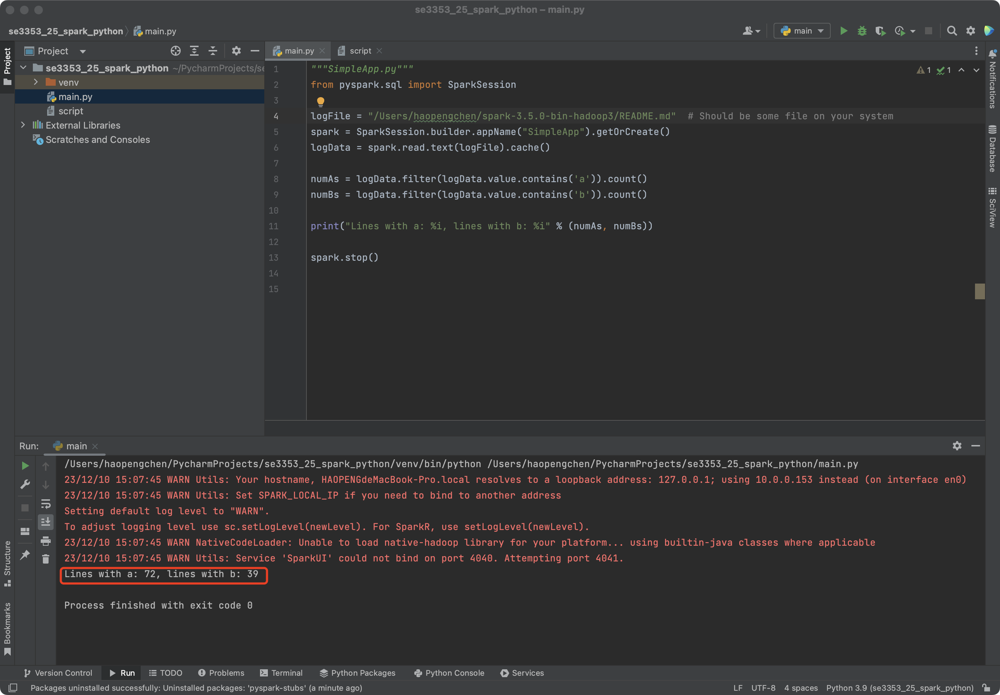 se3353_25_spark_python – main.py
se3353_25_spark_python main.py
main
Project
Project
main.py
script
se3353_25_spark_python ~/PycharmProjects/se
venv
main.py
script
External Libraries
Scratches and Consoles
1 """SimpleApp.py"""
2 from pyspark.sql import SparkSession
3
4 logFile = "/Users/haopengchen/spark-3.5.0-bin-hadoop3/README.md"  # Should be some file on your system
5 spark = SparkSession.builder.appName("SimpleApp").getOrCreate()
6 logData = spark.read.text(logFile).cache()
7
8 numAs = logData.filter(logData.value.contains('a')).count()
9 numBs = logData.filter(logData.value.contains('b')).count()
10
11 print("Lines with a: %i, lines with b: %i" % (numAs, numBs))
12
13 spark.stop()
14
15
1 1
Notifications
Database
SciView
Run: main
/Users/haopengchen/PycharmProjects/se3353_25_spark_python/venv/bin/python /Users/haopengchen/PycharmProjects/se3353_25_spark_python/main.py
23/12/10 15:07:45 WARN Utils: Your hostname, HAOPENGdeMacBook-Pro.local resolves to a loopback address: 127.0.0.1; using 10.0.0.153 instead (on interface en0)
23/12/10 15:07:45 WARN Utils: Set SPARK_LOCAL_IP if you need to bind to another address
Setting default log level to "WARN".
To adjust logging level use sc.setLogLevel(newLevel). For SparkR, use setLogLevel(newLevel).
23/12/10 15:07:45 WARN NativeCodeLoader: Unable to load native-hadoop library for your platform... using builtin-java classes where applicable
23/12/10 15:07:45 WARN Utils: Service 'SparkUI' could not bind on port 4040. Attempting port 4041.
Lines with a: 72, lines with b: 39
Process finished with exit code 0
Structure
Bookmarks
Version Control Run TODO Problems Terminal Python Packages Python Console Services
Packages uninstalled successfully: Uninstalled packages: 'pyspark-stubs' (a minute ago) LF UTF-8 4 spaces Python 3.9 (se3353_25_spark_python)